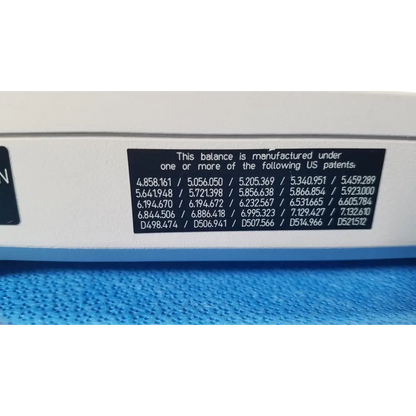 This balance is manufactured under
one or more of the following US patents:
4.858.161 / 5.056.050 / 5.205.369 / 5.340.951 / 5.459.289
5.641.948 / 5.721.398 / 5.856.638 / 5.866.854 / 5.923.000
6.194.670 / 6.194.672 / 6.232.567 / 6.531.665 / 6.605.784
6.844.506 / 6.886.418 / 6.995.323 / 7.129.427 / 7.132.610
D498.474 / D506.941 / D507.566 / D514.966 / D521.512
N